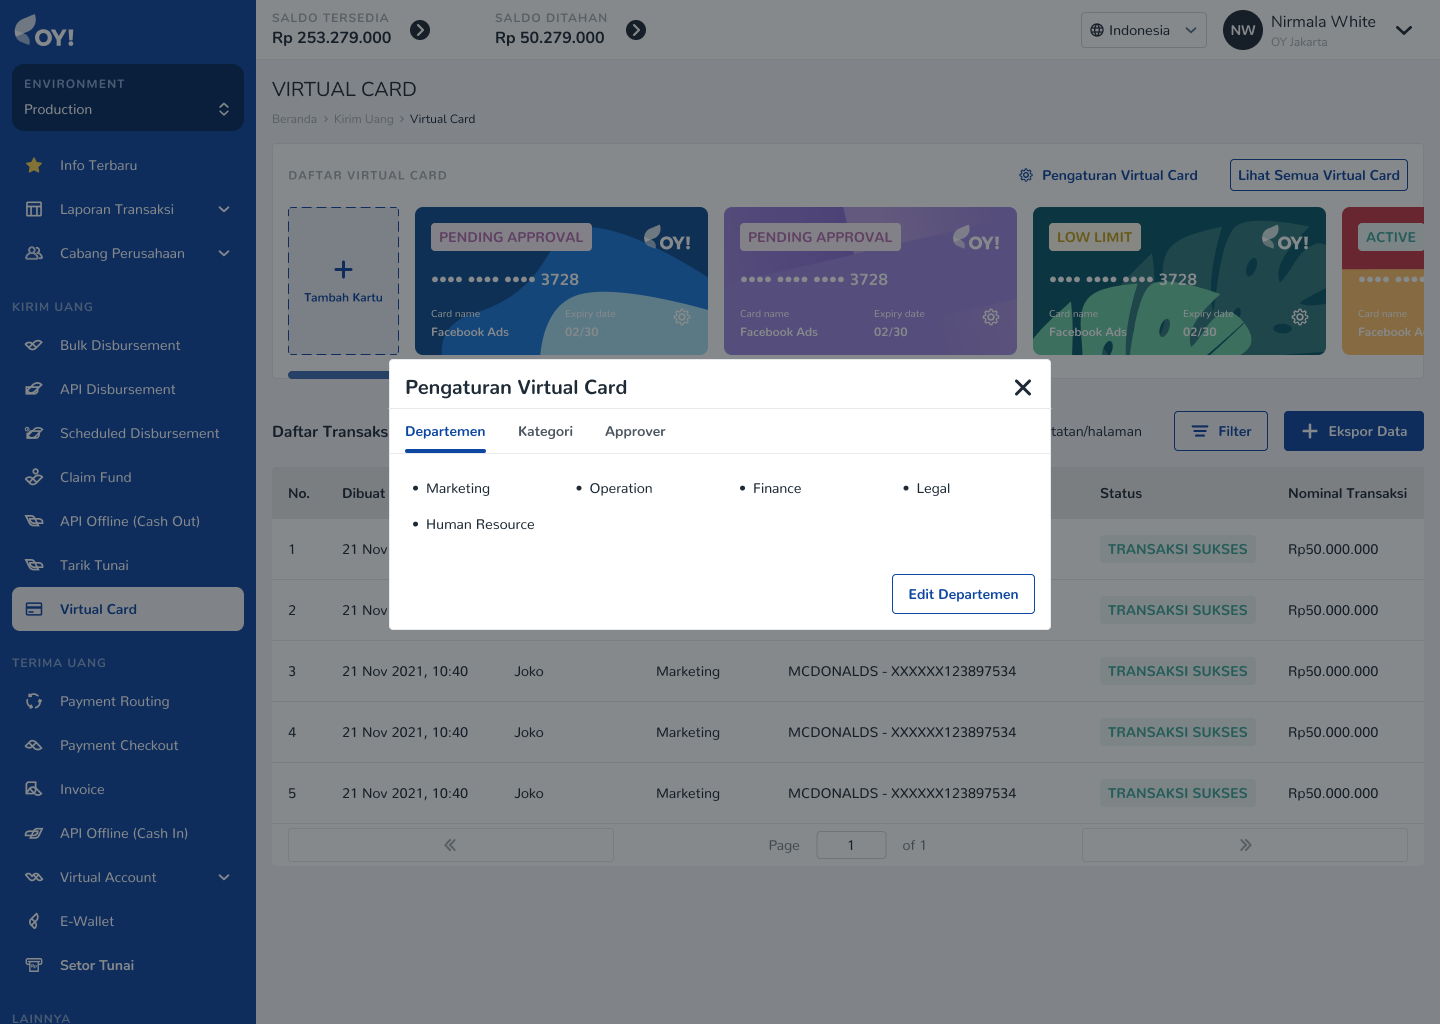 OY!
ENVIRONMENT
Production
Info Terbaru
Laporan Transaksi
Cabang Perusahaan
KIRIM UANG
Bulk Disbursement
API Disbursement
Scheduled Disbursement
Claim Fund
API Offline (Cash Out)
Tarik Tunai
Virtual Card
TERIMA UANG
Payment Routing
Payment Checkout
Invoice
API Offline (Cash In)
Virtual Account
E-Wallet
Setor Tunai
LAINNYA
SALDO TERSEDIA
Rp 253.279.000
SALDO DITAHAN
Rp 50.279.000
Indonesia
NW
Nirmala White
OY Jakarta
VIRTUAL CARD
Beranda > Kirim Uang > Virtual Card
DAFTAR VIRTUAL CARD
Pengaturan Virtual Card
Lihat Semua Virtual Card
Tambah Kartu
PENDING APPROVAL
OY!
•••• •••• •••• 3728
Card name Expiry date
Facebook Ads 02/30
PENDING APPROVAL
OY!
•••• •••• •••• 3728
Card name Expiry date
Facebook Ads 02/30
LOW LIMIT
OY!
•••• •••• •••• 3728
Card name Expiry date
Facebook Ads 02/30
ACTIVE
•••• ••••
Card name
Facebook A
Pengaturan Virtual Card
Departemen Kategori Approver
• Marketing • Operation • Finance • Legal
• Human Resource
Edit Departemen
Daftar Transaks tatan/halaman Filter Ekspor Data
No. Dibuat Status Nominal Transaksi
1 21 Nov TRANSAKSI SUKSES Rp50.000.000
2 21 Nov TRANSAKSI SUKSES Rp50.000.000
3 21 Nov 2021, 10:40 Joko Marketing MCDONALDS - XXXXXX123897534 TRANSAKSI SUKSES Rp50.000.000
4 21 Nov 2021, 10:40 Joko Marketing MCDONALDS - XXXXXX123897534 TRANSAKSI SUKSES Rp50.000.000
5 21 Nov 2021, 10:40 Joko Marketing MCDONALDS - XXXXXX123897534 TRANSAKSI SUKSES Rp50.000.000
« Page 1 of 1 »